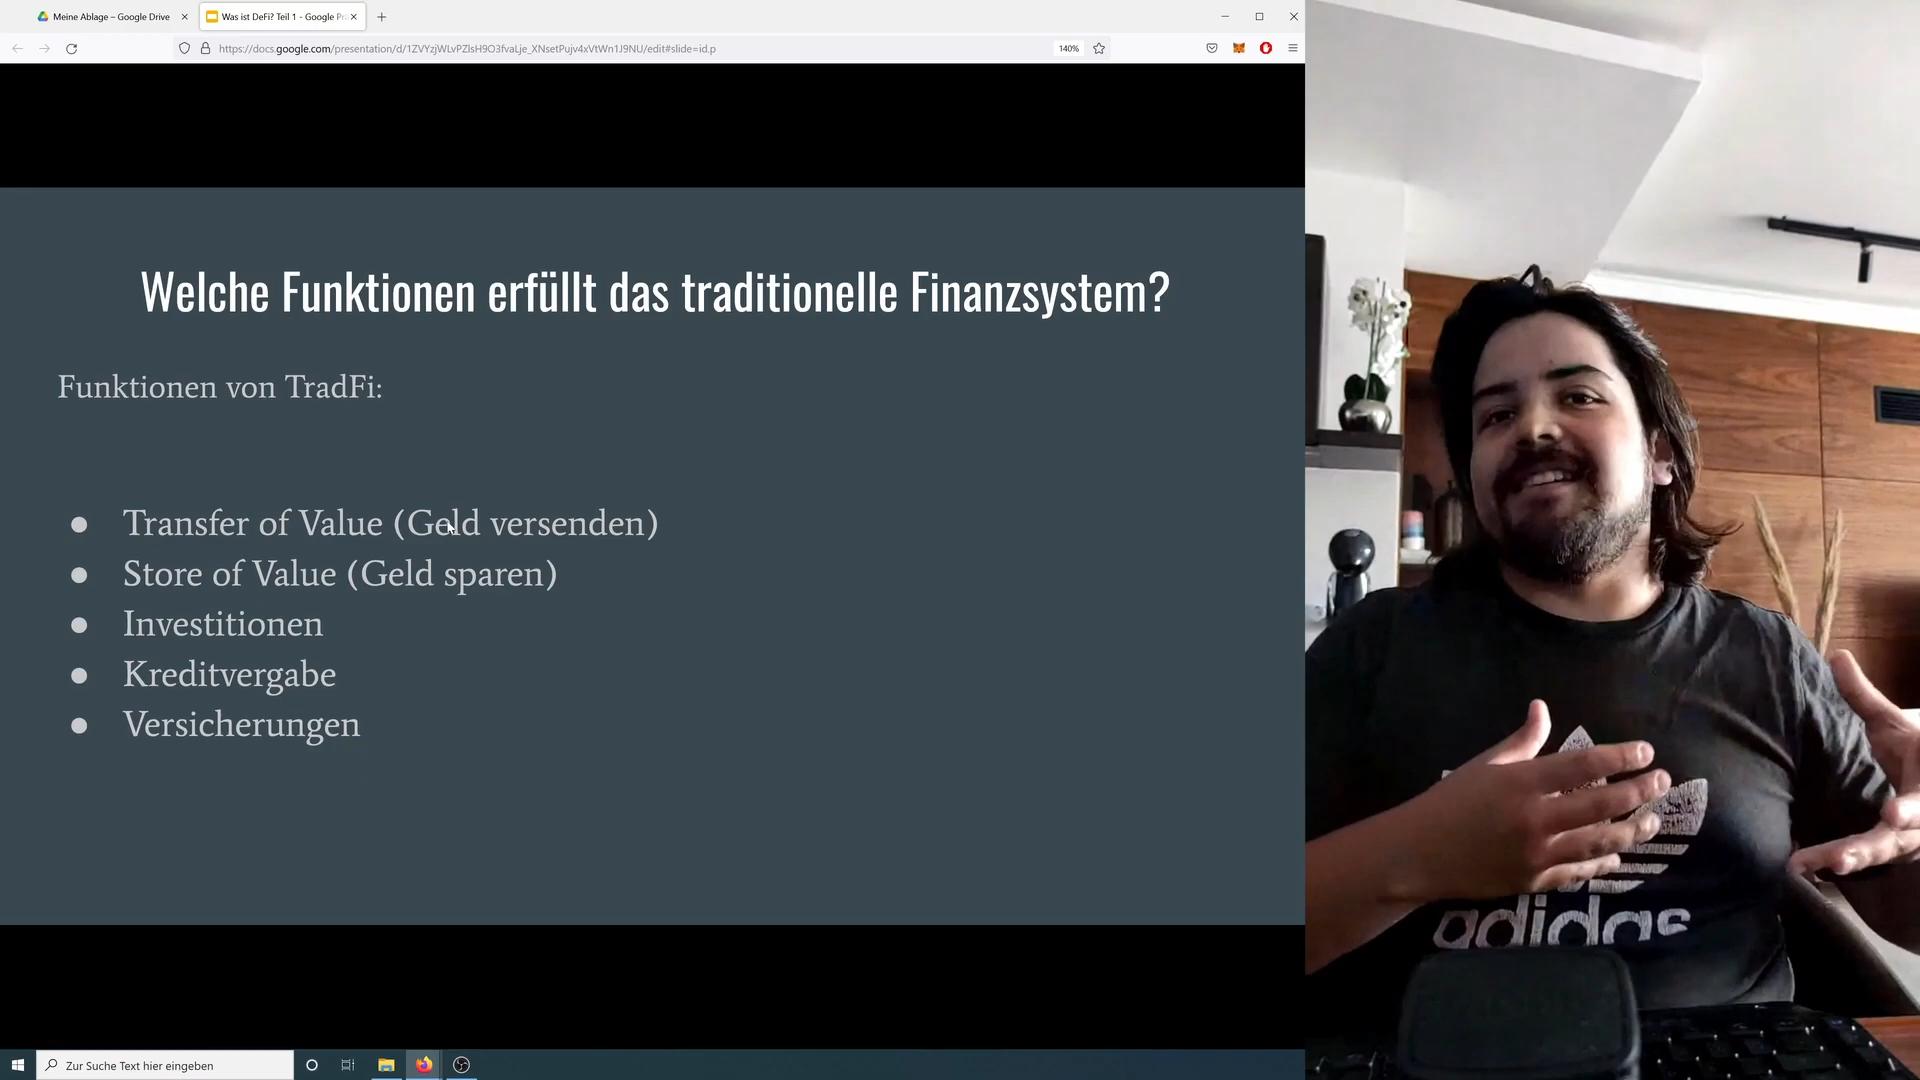 Meine Ablage – Google Drive
Was ist DeFi? Teil 1 - Google Pr
https://docs.google.com/presentation/d/1ZVYzjWLvPZlsH9O3fvaLje_XNsetPujv4xVtWn1J9NU/edit#slide=id.p
140%
Welche Funktionen erfüllt das traditionelle Finanzsystem?
Funktionen von TradFi:
● Transfer of Value (Geld versenden)
● Store of Value (Geld sparen)
● Investitionen
● Kreditvergabe
● Versicherungen
adidas
Zur Suche Text hier eingeben